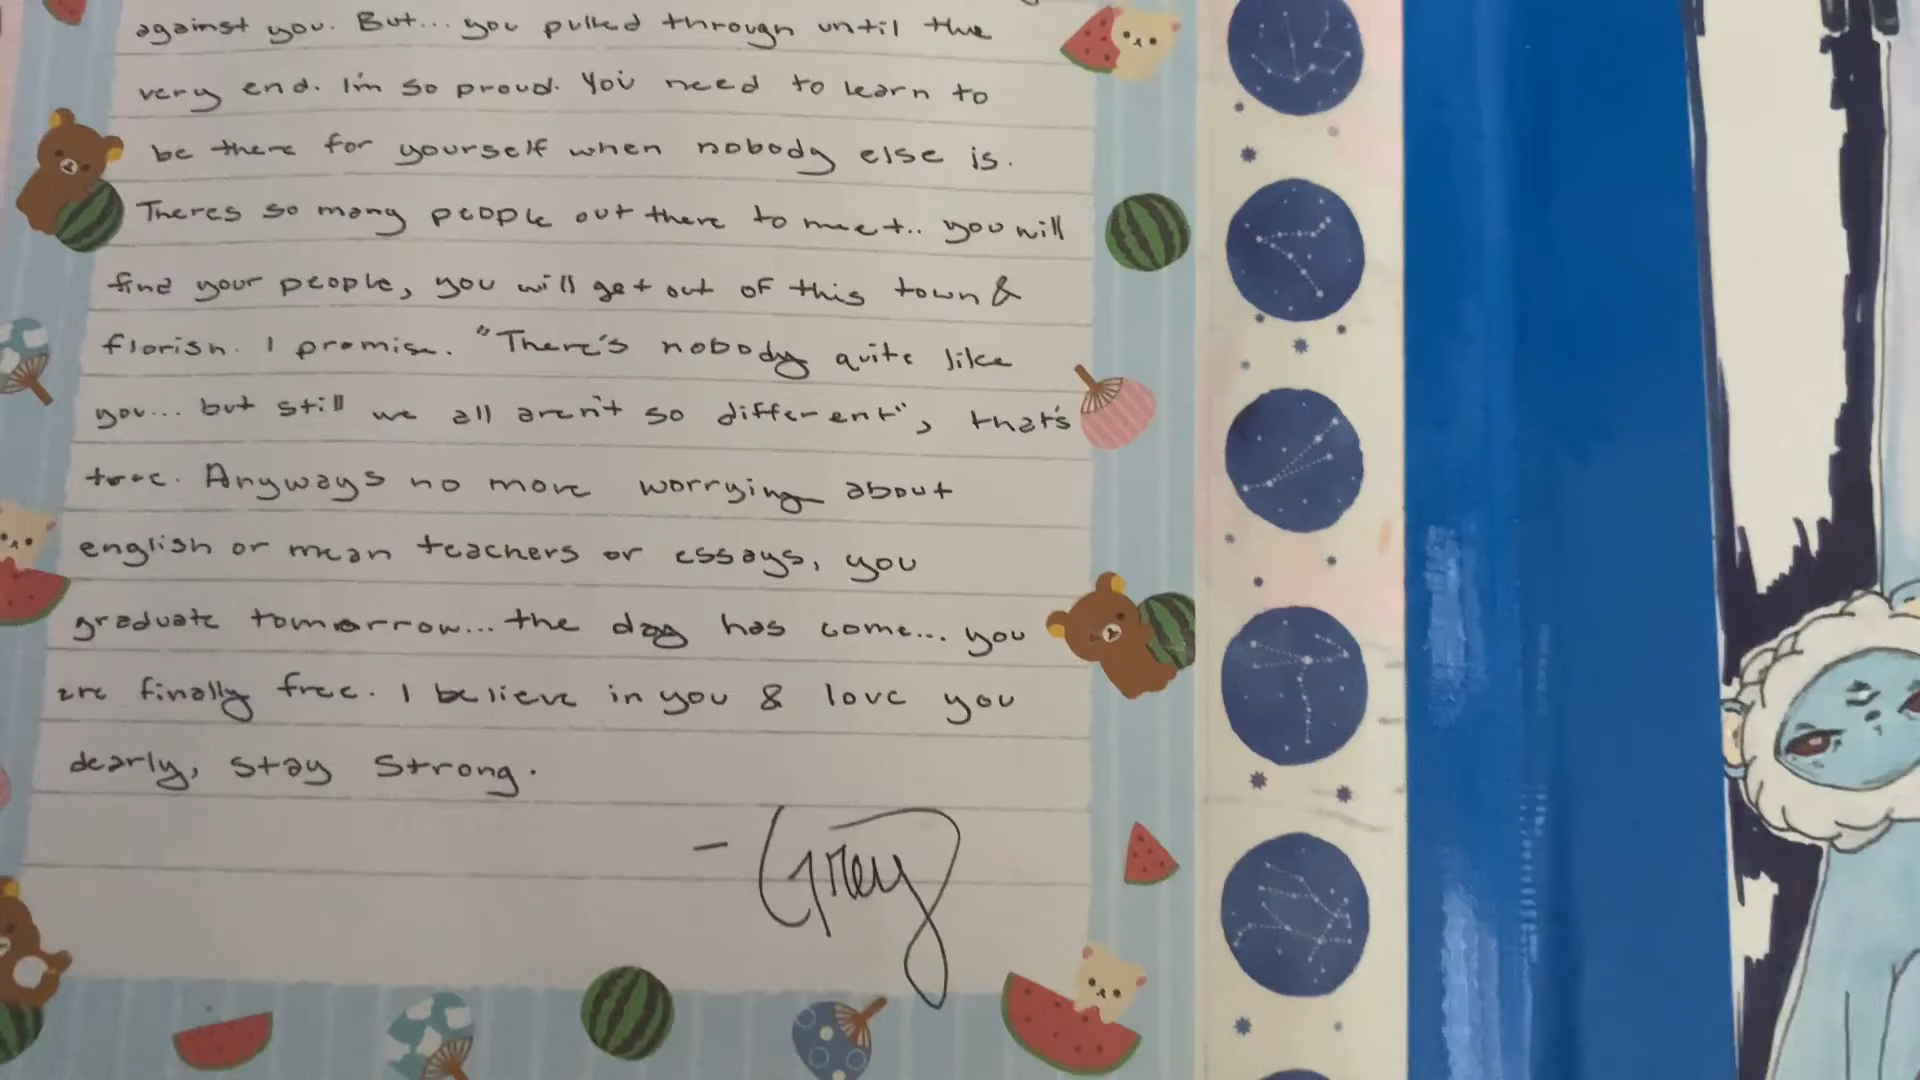 against you. But... you pulled through until the
very end. I'm so proud. You need to learn to
be there for yourself when nobody else is.
Theres so many people out there to meet.. you will
find your people, you will get out of this town &
florish. I promise. "There's nobody quite like
you... but still we all aren't so different", that's
true. Anyways no more worrying about
english or mean teachers or essays, you
graduate tomorrow... the day has come... you
are finally free. I believe in you & love you
dearly, stay strong.
- Grey